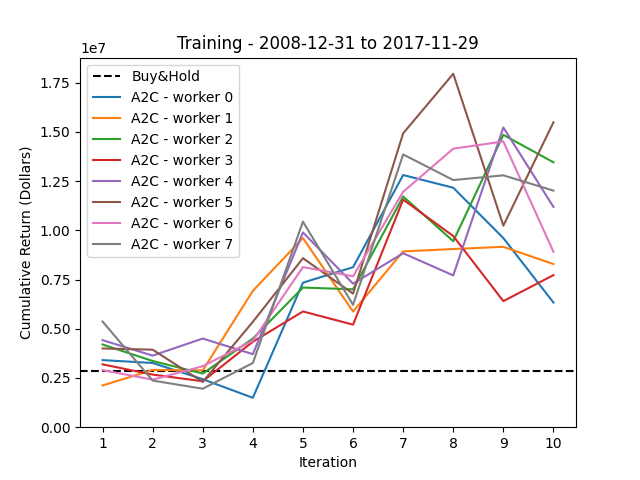 Training - 2008-12-31 to 2017-11-29
1e7
Buy&Hold
A2C - worker 0
A2C - worker 1
A2C - worker 2
A2C - worker 3
A2C - worker 4
A2C - worker 5
A2C - worker 6
A2C - worker 7
Cumulative Return (Dollars)
1.75
1.50
1.25
1.00
0.75
0.50
0.25
0.00
1 2 3 4 5 6 7 8 9 10
Iteration